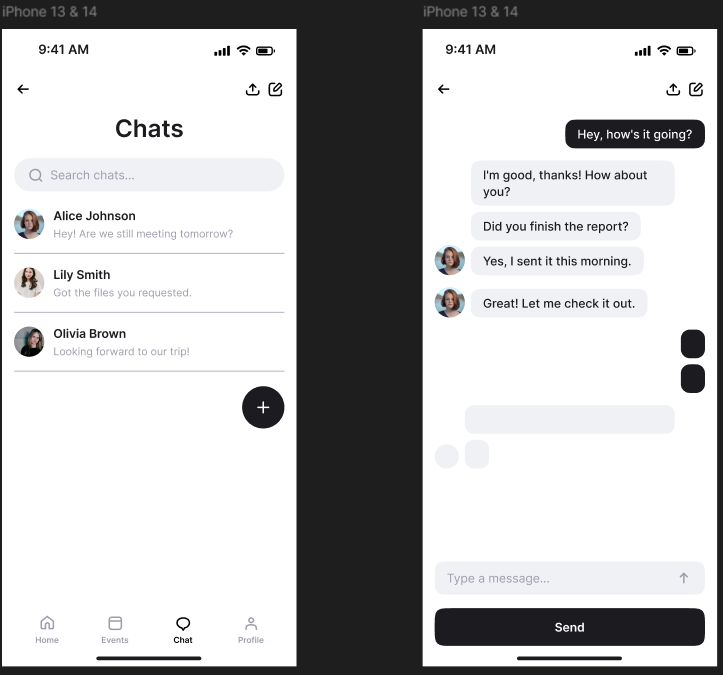 iPhone 13 & 14
9:41 AM
Chats
Search chats...
Alice Johnson
Hey! Are we still meeting tomorrow?
Lily Smith
Got the files you requested.
Olivia Brown
Looking forward to our trip!
Home
Events
Chat
Profile
iPhone 13 & 14
9:41 AM
Hey, how's it going?
I'm good, thanks! How about
you?
Did you finish the report?
Yes, I sent it this morning.
Great! Let me check it out.
Type a message...
Send